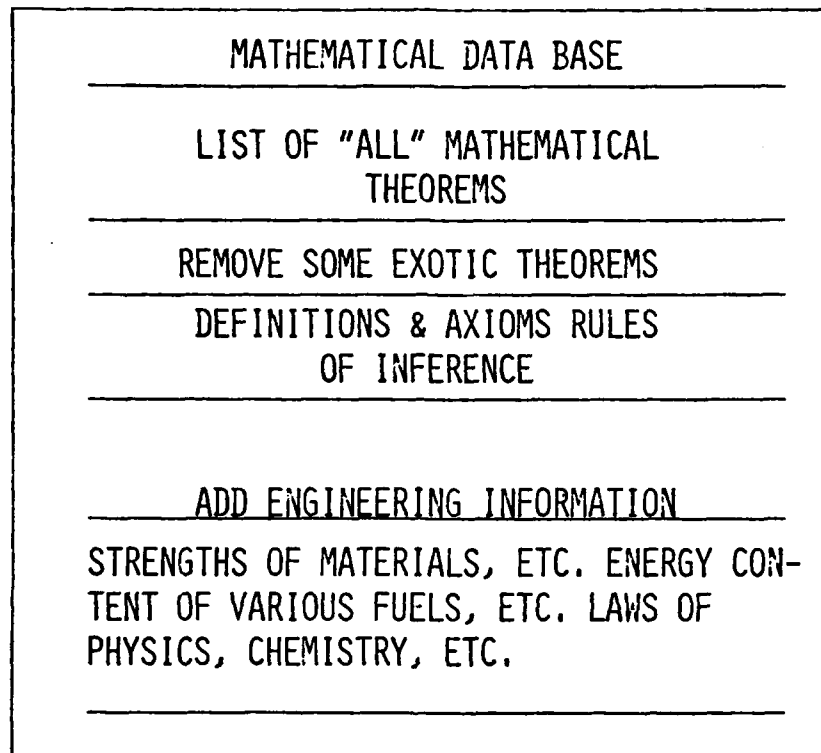 MATHEMATICAL DATA BASE
LIST OF "ALL" MATHEMATICAL
THEOREMS
REMOVE SOME EXOTIC THEOREMS
DEFINITIONS & AXIOMS RULES
OF INFERENCE
ADD ENGINEERING INFORMATION
STRENGTHS OF MATERIALS, ETC. ENERGY CON-
TENT OF VARIOUS FUELS, ETC. LAWS OF
PHYSICS, CHEMISTRY, ETC.